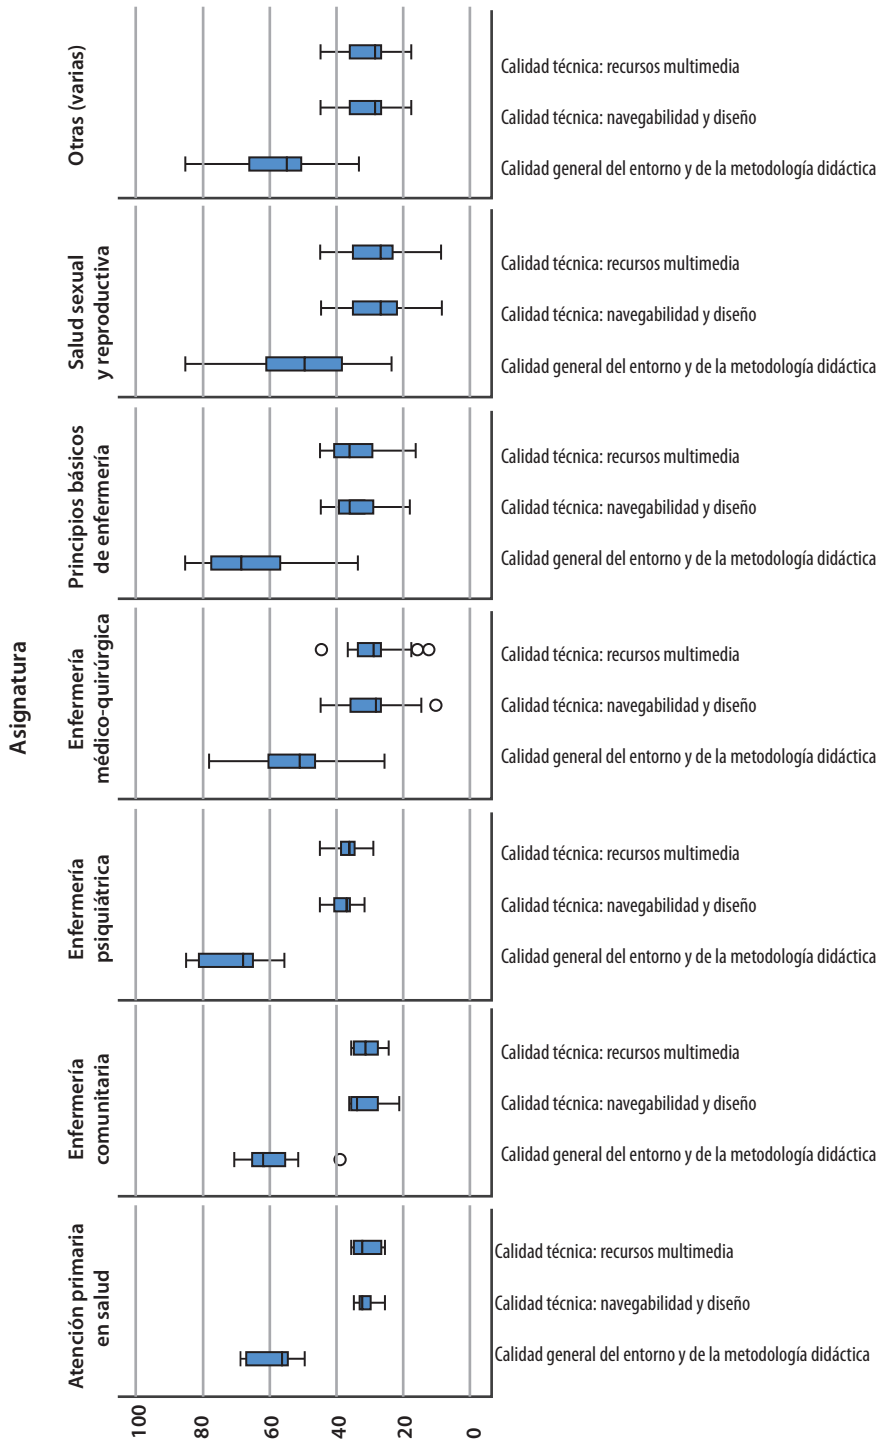 Asignatura
Otras (varias)
Calidad técnica: recursos multimedia
Calidad técnica: navegabilidad y diseño
Calidad general del entorno y de la metodología didáctica
Salud sexual
y reproductiva
Calidad técnica: recursos multimedia
Calidad técnica: navegabilidad y diseño
Calidad general del entorno y de la metodología didáctica
Principios básicos
de enfermería
Calidad técnica: recursos multimedia
Calidad técnica: navegabilidad y diseño
Calidad general del entorno y de la metodología didáctica
Enfermería
médico-quirúrgica
Calidad técnica: recursos multimedia
Calidad técnica: navegabilidad y diseño
Calidad general del entorno y de la metodología didáctica
Enfermería
psiquiátrica
Calidad técnica: recursos multimedia
Calidad técnica: navegabilidad y diseño
Calidad general del entorno y de la metodología didáctica
Enfermería
comunitaria
Calidad técnica: recursos multimedia
Calidad técnica: navegabilidad y diseño
Calidad general del entorno y de la metodología didáctica
Atención primaria
en salud
Calidad técnica: recursos multimedia
Calidad técnica: navegabilidad y diseño
Calidad general del entorno y de la metodología didáctica
100
80
60
40
20
0